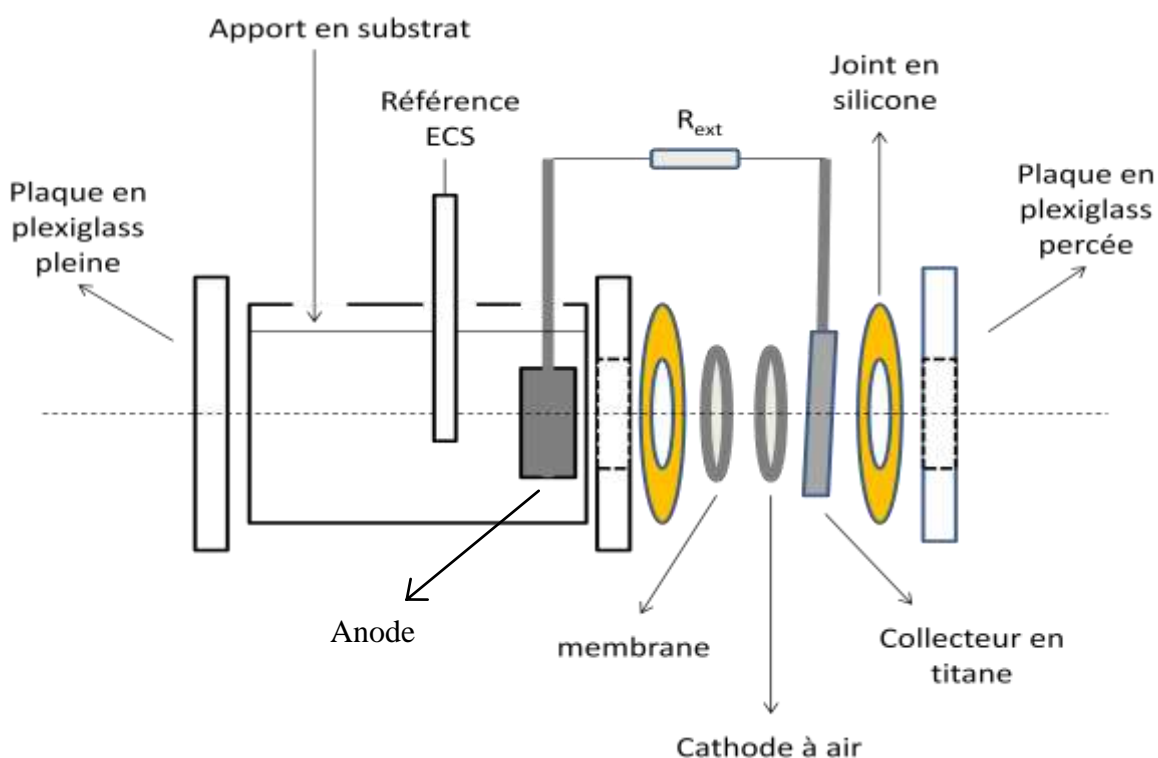 Apport en substrat
Référence
ECS
R_ext
Joint en
silicone
Plaque en
plexiglass
pleine
Plaque en
plexiglass
percée
Anode
membrane
Collecteur en
titane
Cathode à air